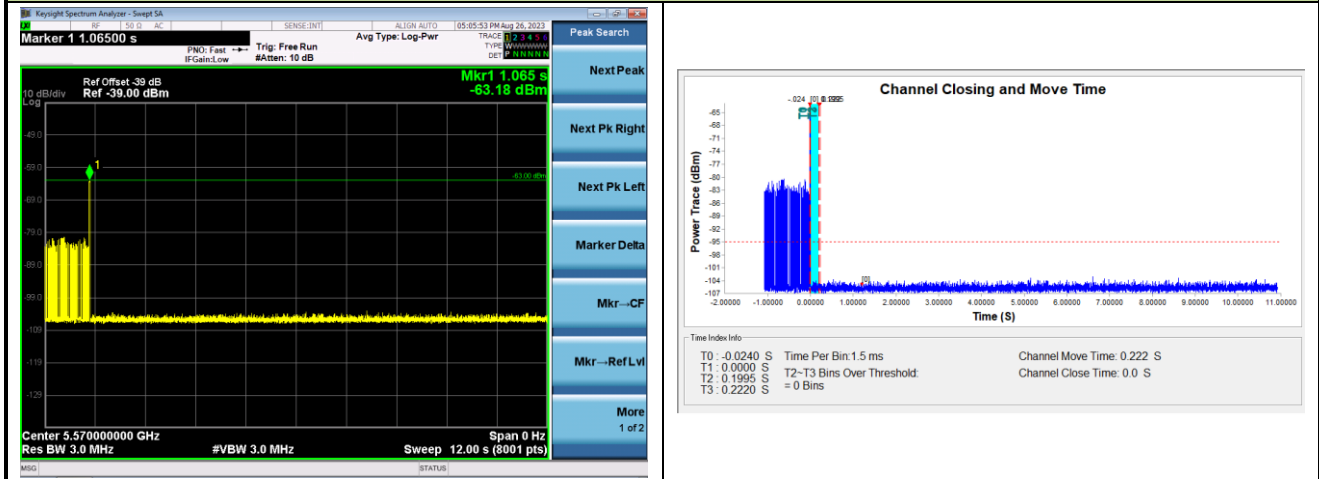 Keysight Spectrum Analyzer - Swept SA
RF 50 Ω AC SENSE:INT ALIGN AUTO 05:05:53 PM Aug 26, 2023
Marker 1 1.06500 s
PNO: Fast
IFGain:Low
Trig: Free Run
#Atten: 10 dB
Avg Type: Log-Pwr
TRACE 1 2 3 4 5 6
TYPE WWWWWW
DET P N N N N N
Ref Offset -39 dB
Ref -39.00 dBm
10 dB/div
Log
Mkr1 1.065 s
-63.18 dBm
-49.0
-59.0
1
-63.00 dBm
-69.0
-79.0
-89.0
-99.0
-109
-119
-129
Center 5.570000000 GHz
Span 0 Hz
Res BW 3.0 MHz
#VBW 3.0 MHz
Sweep 12.00 s (8001 pts)
MSG
STATUS
Peak Search
Next Peak
Next Pk Right
Next Pk Left
Marker Delta
Mkr→CF
Mkr→Ref Lvl
More
1 of 2
Channel Closing and Move Time
-.024 [0]
Power Trace (dBm)
-65
-68
-71
-74
-77
-80
-83
-86
-89
-92
-95
-98
-101
-104
-107
[0]
-2.00000 -1.00000 0.00000 1.00000 2.00000 3.00000 4.00000 5.00000 6.00000 7.00000 8.00000 9.00000 10.00000 11.00000
Time (S)
Time Index Info
T0 : -0.0240 S
T1 : 0.0000 S
T2 : 0.1995 S
T3 : 0.2220 S
Time Per Bin:1.5 ms
T2~T3 Bins Over Threshold:
= 0 Bins
Channel Move Time: 0.222 S
Channel Close Time: 0.0 S